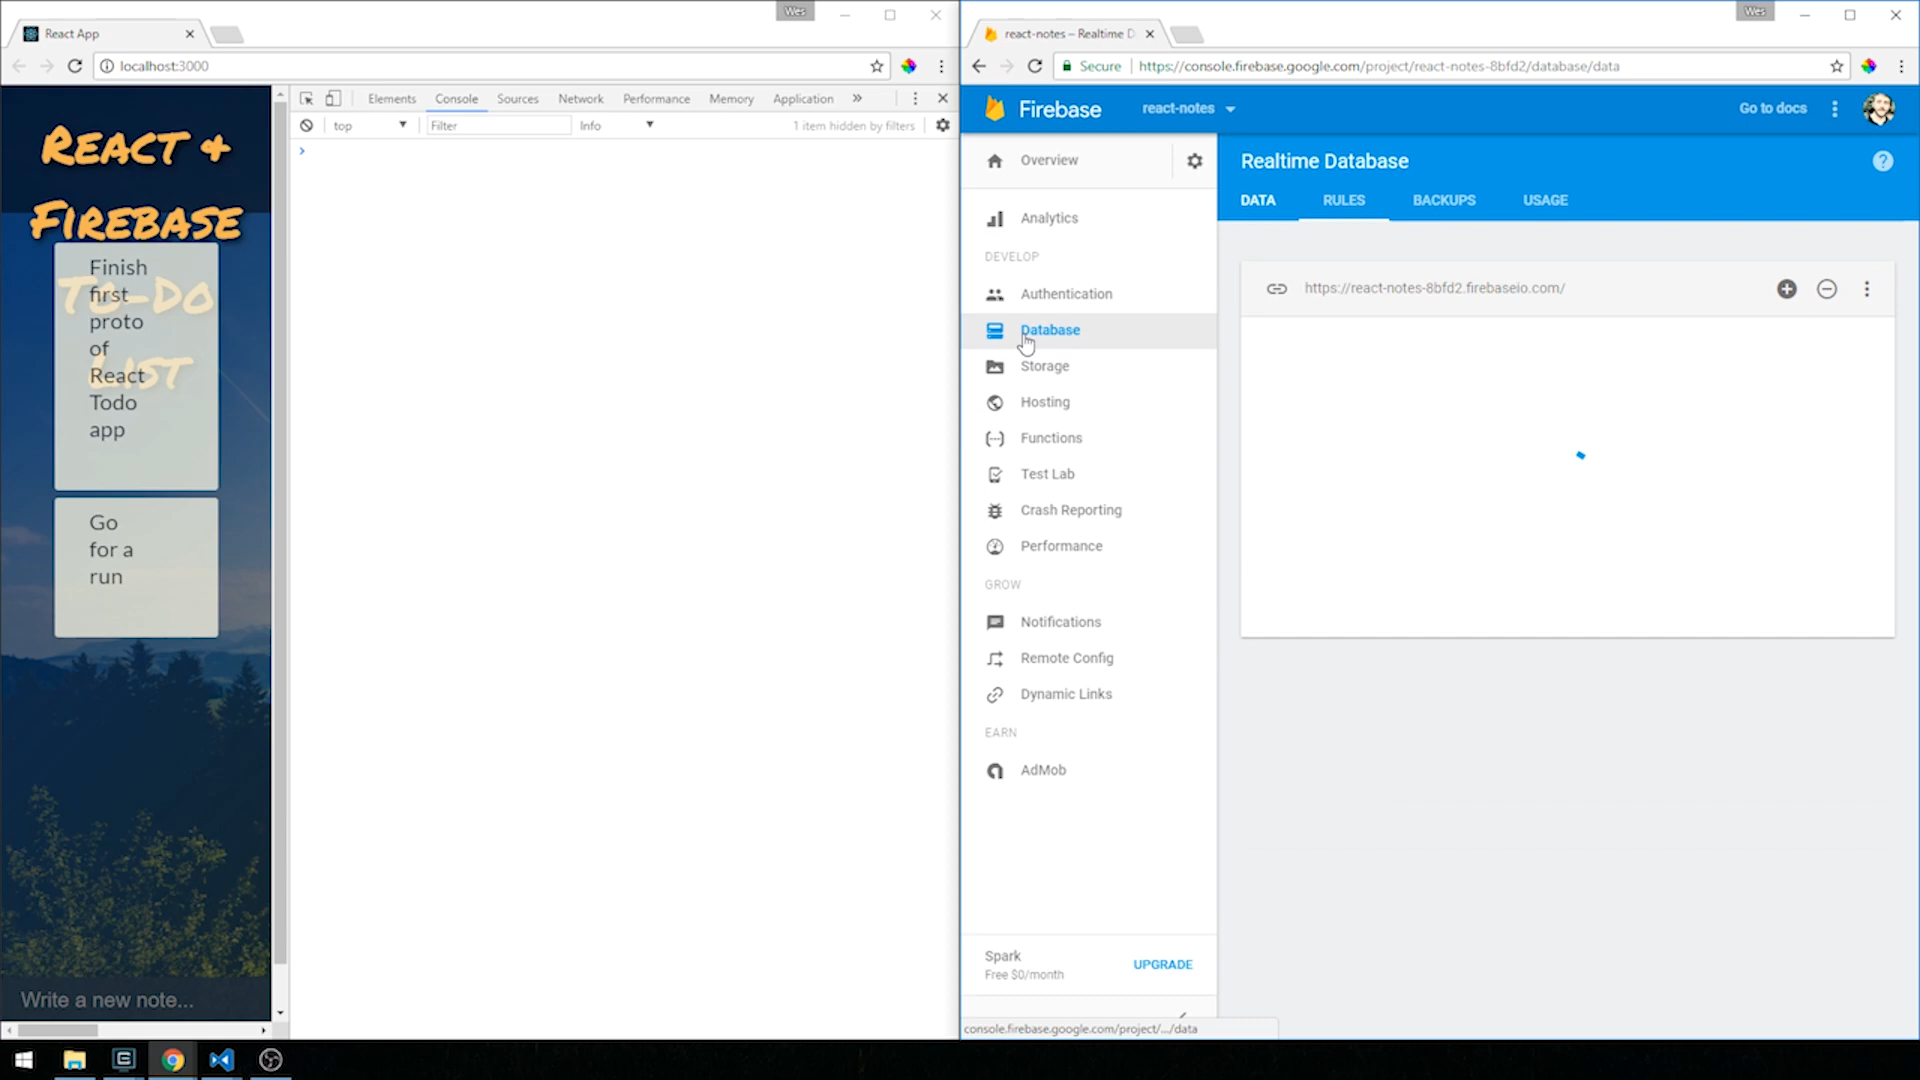 Wes
React App
localhost:3000
React &
Firebase
To-Do
List
Finish
first
proto
of
React
Todo
app
Go
for a
run
Write a new note...
Elements
Console
Sources
Network
Performance
Memory
Application
»
top
Filter
Info
1 item hidden by filters
Wes
react-notes – Realtime D
Secure
https://console.firebase.google.com/project/react-notes-8bfd2/database/data
Firebase
react-notes
Go to docs
Overview
Analytics
DEVELOP
Authentication
Database
Storage
Hosting
Functions
Test Lab
Crash Reporting
Performance
GROW
Notifications
Remote Config
Dynamic Links
EARN
AdMob
Spark
Free $0/month
UPGRADE
console.firebase.google.com/project/.../data
Realtime Database
DATA
RULES
BACKUPS
USAGE
https://react-notes-8bfd2.firebaseio.com/